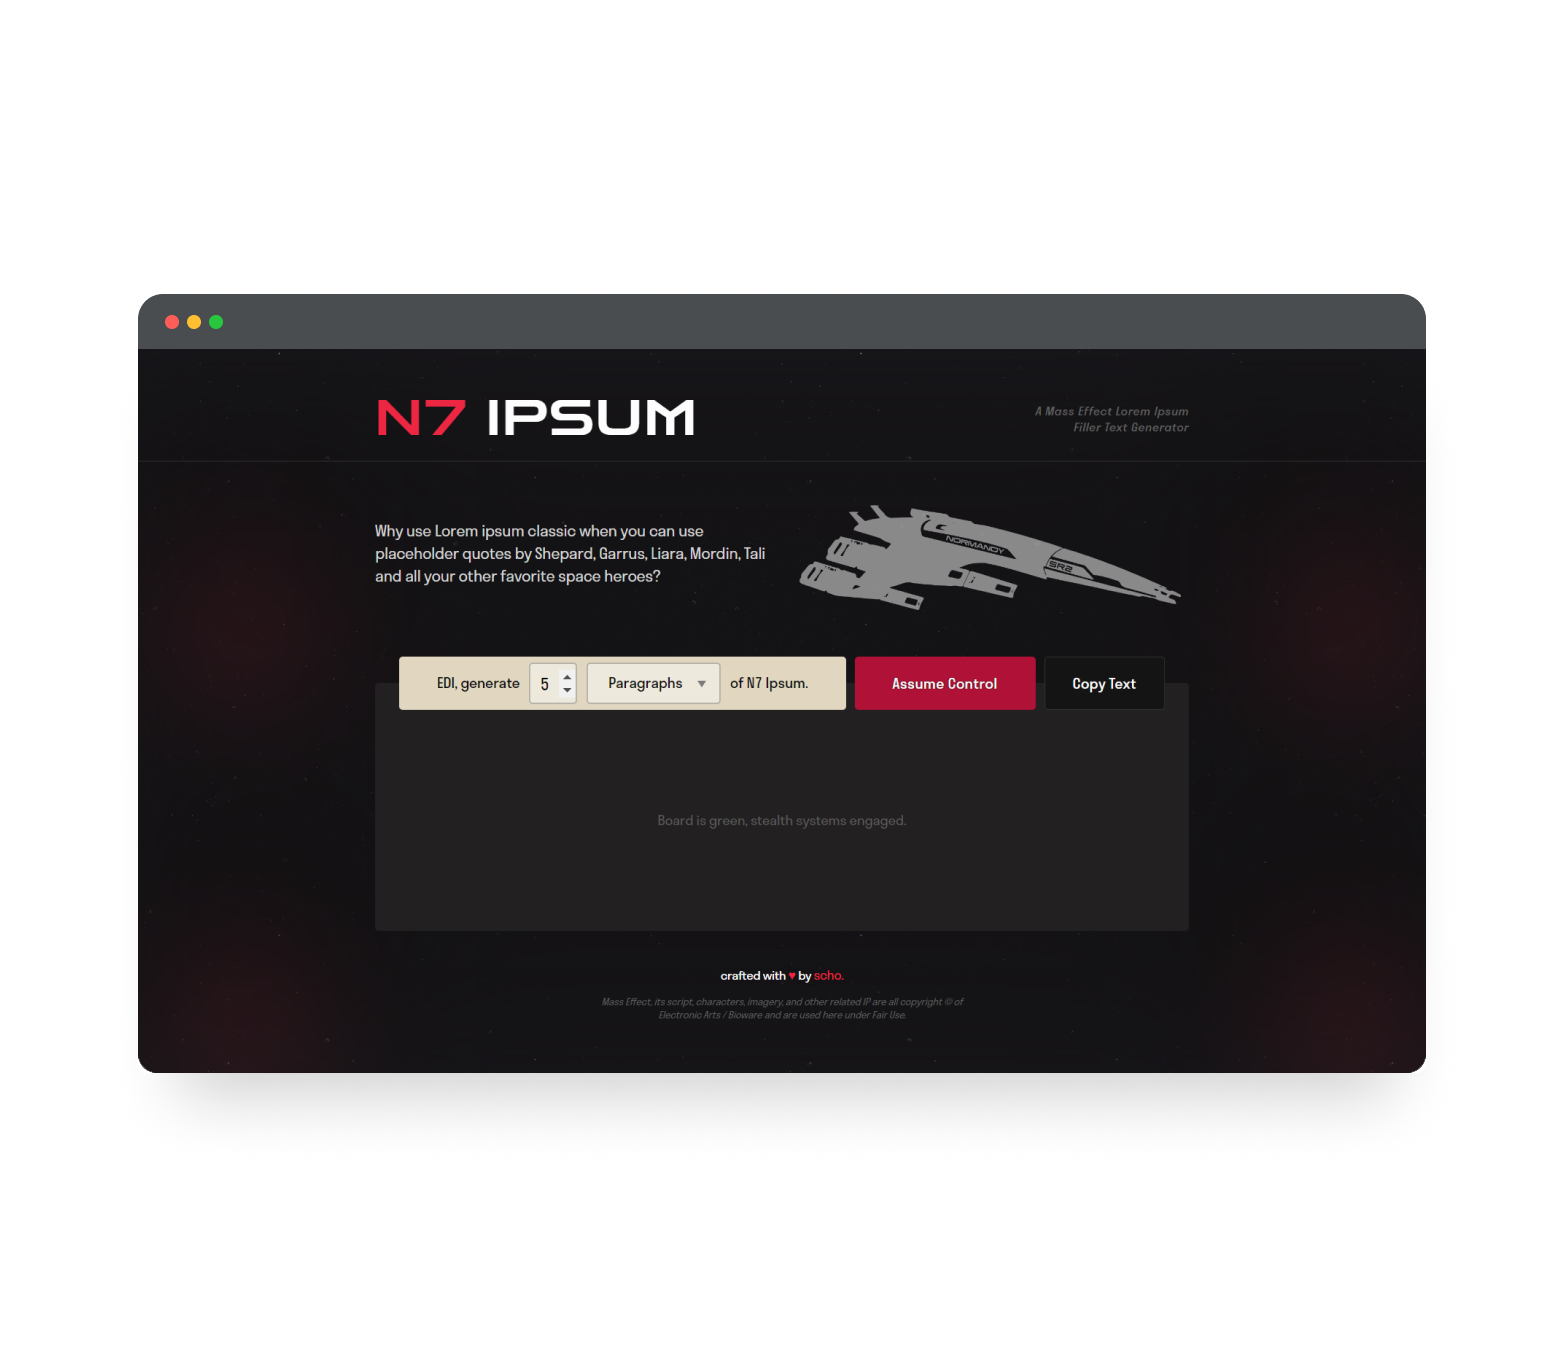 N7 IPSUM
A Mass Effect Lorem Ipsum
Filler Text Generator
Why use Lorem ipsum classic when you can use
placeholder quotes by Shepard, Garrus, Liara, Mordin, Tali
and all your other favorite space heroes?
NORMANDY
SR2
EDI, generate 5 Paragraphs of N7 Ipsum.
Assume Control
Copy Text
Board is green, stealth systems engaged.
crafted with ♥ by scho.
Mass Effect, its script, characters, imagery, and other related IP are all copyright © of
Electronic Arts / Bioware and are used here under Fair Use.